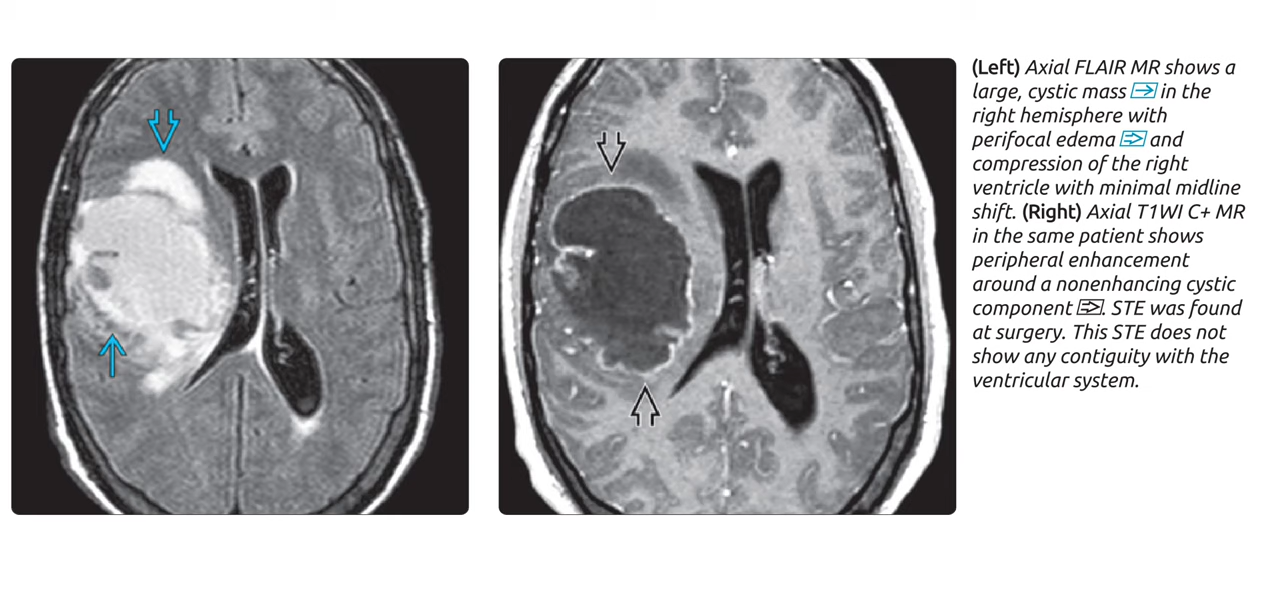 (Left) Axial FLAIR MR shows a
large, cystic mass in the
right hemisphere with
perifocal edema and
compression of the right
ventricle with minimal midline
shift. (Right) Axial T1WI C+ MR
in the same patient shows
peripheral enhancement
around a nonenhancing cystic
component. STE was found
at surgery. This STE does not
show any contiguity with the
ventricular system.